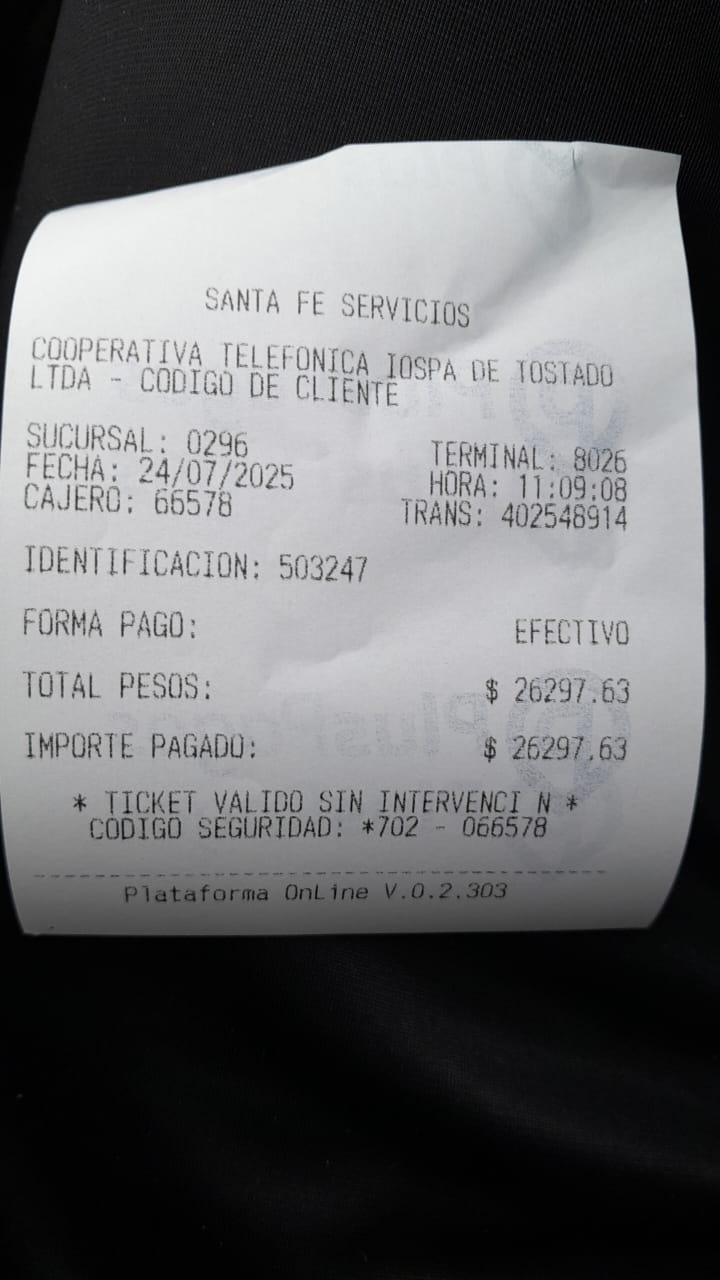 SANTA FE SERVICIOS
COOPERATIVA TELEFONICA IOSPA DE TOSTADO
LTDA - CODIGO DE CLIENTE
SUCURSAL: 0296 TERMINAL: 8026
FECHA: 24/07/2025 HORA: 11:09:08
CAJERO: 66578 TRANS: 402548914
IDENTIFICACION: 503247
FORMA PAGO: EFECTIVO
TOTAL PESOS: $ 26297.63
IMPORTE PAGADO: $ 26297.63
* TICKET VALIDO SIN INTERVENCI N *
CODIGO SEGURIDAD: *702 - 066578
Plataforma OnLine V.0.2.303